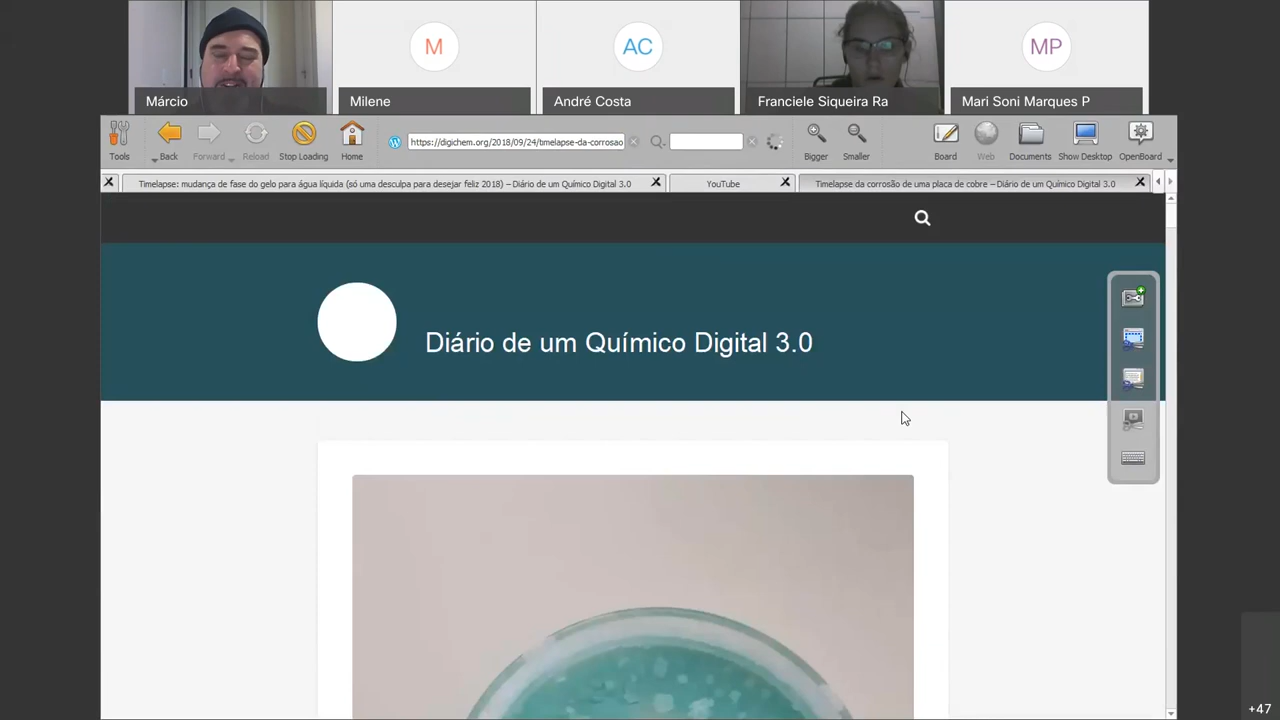 M
AC
MP
Márcio
Milene
André Costa
Franciele Siqueira Ra
Mari Soni Marques P
Tools
Back
Forward
Reload
Stop Loading
Home
https://digichem.org/2018/09/24/timelapse-da-corrosao
Bigger
Smaller
Board
Web
Documents
Show Desktop
OpenBoard
Timelapse: mudança de fase do gelo para água líquida (só uma desculpa para desejar feliz 2018) – Diário de um Químico Digital 3.0
YouTube
Timelapse da corrosão de uma placa de cobre – Diário de um Químico Digital 3.0
Diário de um Químico Digital 3.0
+47